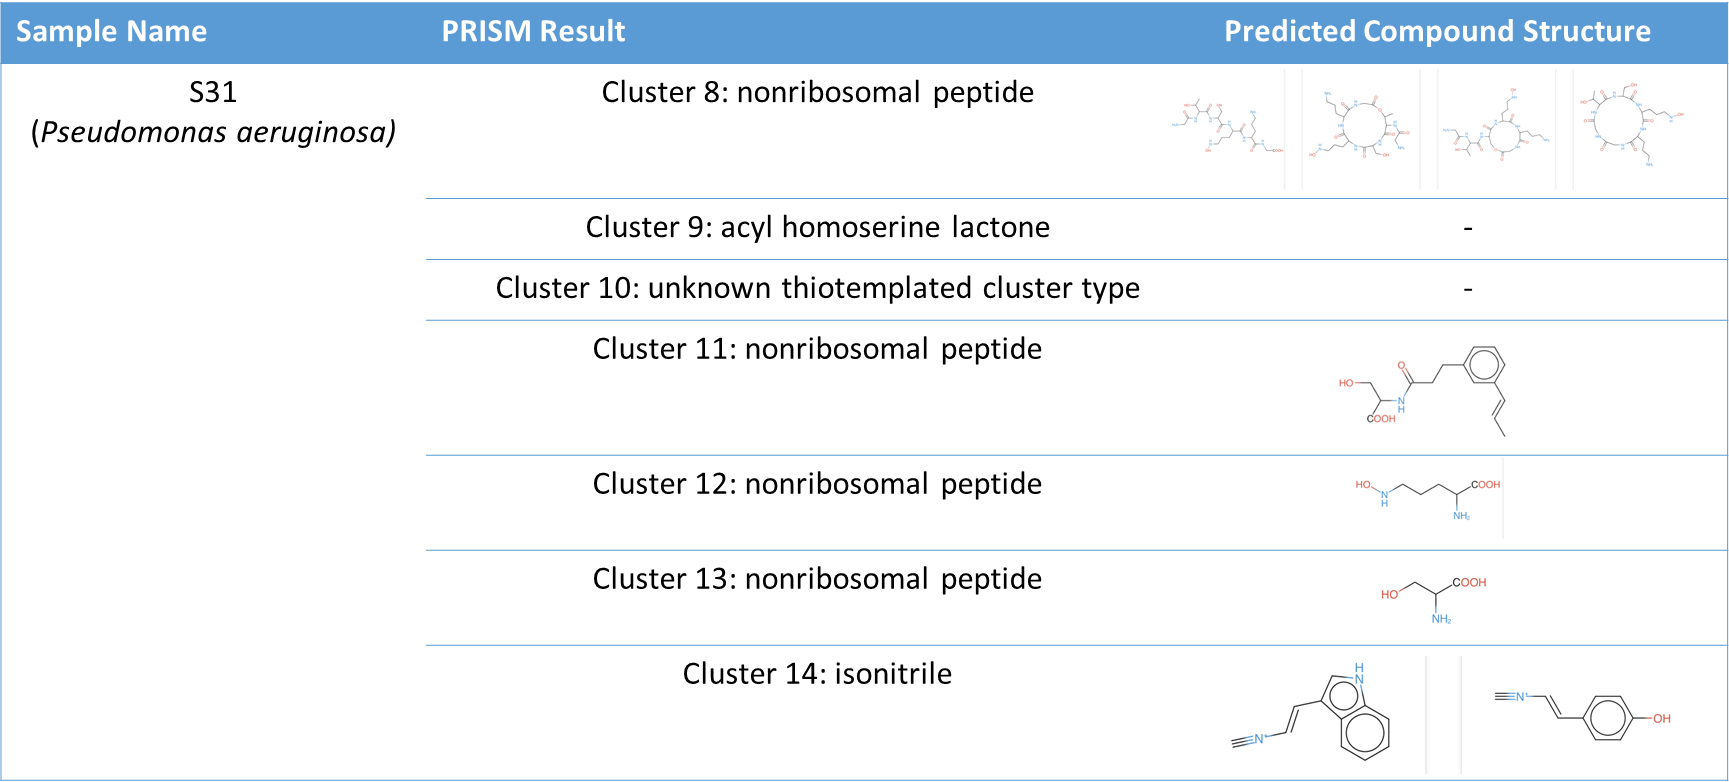 Sample Name PRISM Result Predicted Compound Structure
S31 Cluster 8: nonribosomal peptide
(Pseudomonas aeruginosa)
Cluster 9: acyl homoserine lactone -
Cluster 10: unknown thiotemplated cluster type -
Cluster 11: nonribosomal peptide
O
HO
N
H
COOH
Cluster 12: nonribosomal peptide
HO COOH
N
H
NH₂
Cluster 13: nonribosomal peptide
COOH
HO
NH₂
Cluster 14: isonitrile
H
N
N⁺
N⁺
OH